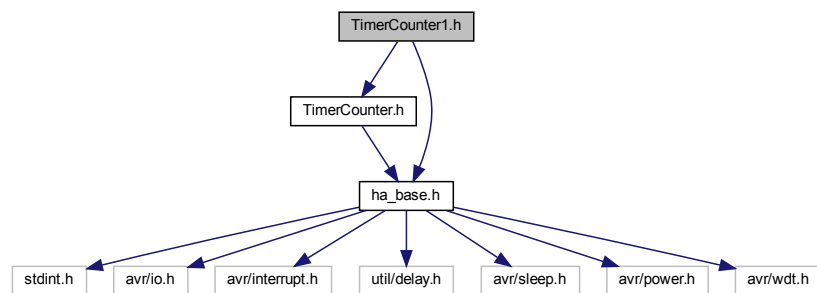 TimerCounter1.h
TimerCounter.h
ha_base.h
stdint.h
avr/io.h
avr/interrupt.h
util/delay.h
avr/sleep.h
avr/power.h
avr/wdt.h